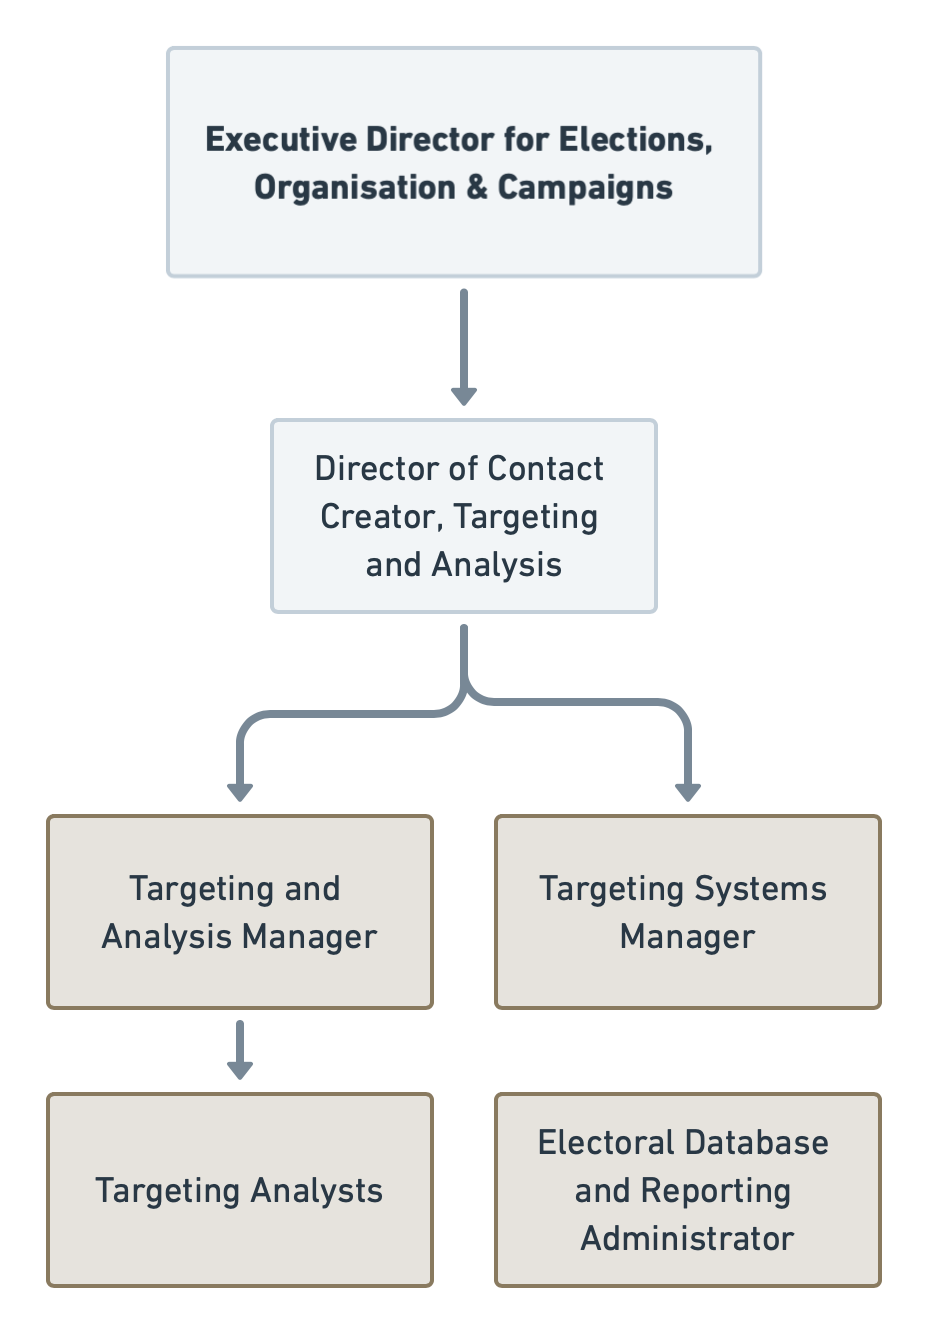 Executive Director for Elections,
Organisation & Campaigns
Director of Contact
Creator, Targeting
and Analysis
Targeting and
Analysis Manager
Targeting Systems
Manager
Targeting Analysts
Electoral Database
and Reporting
Administrator